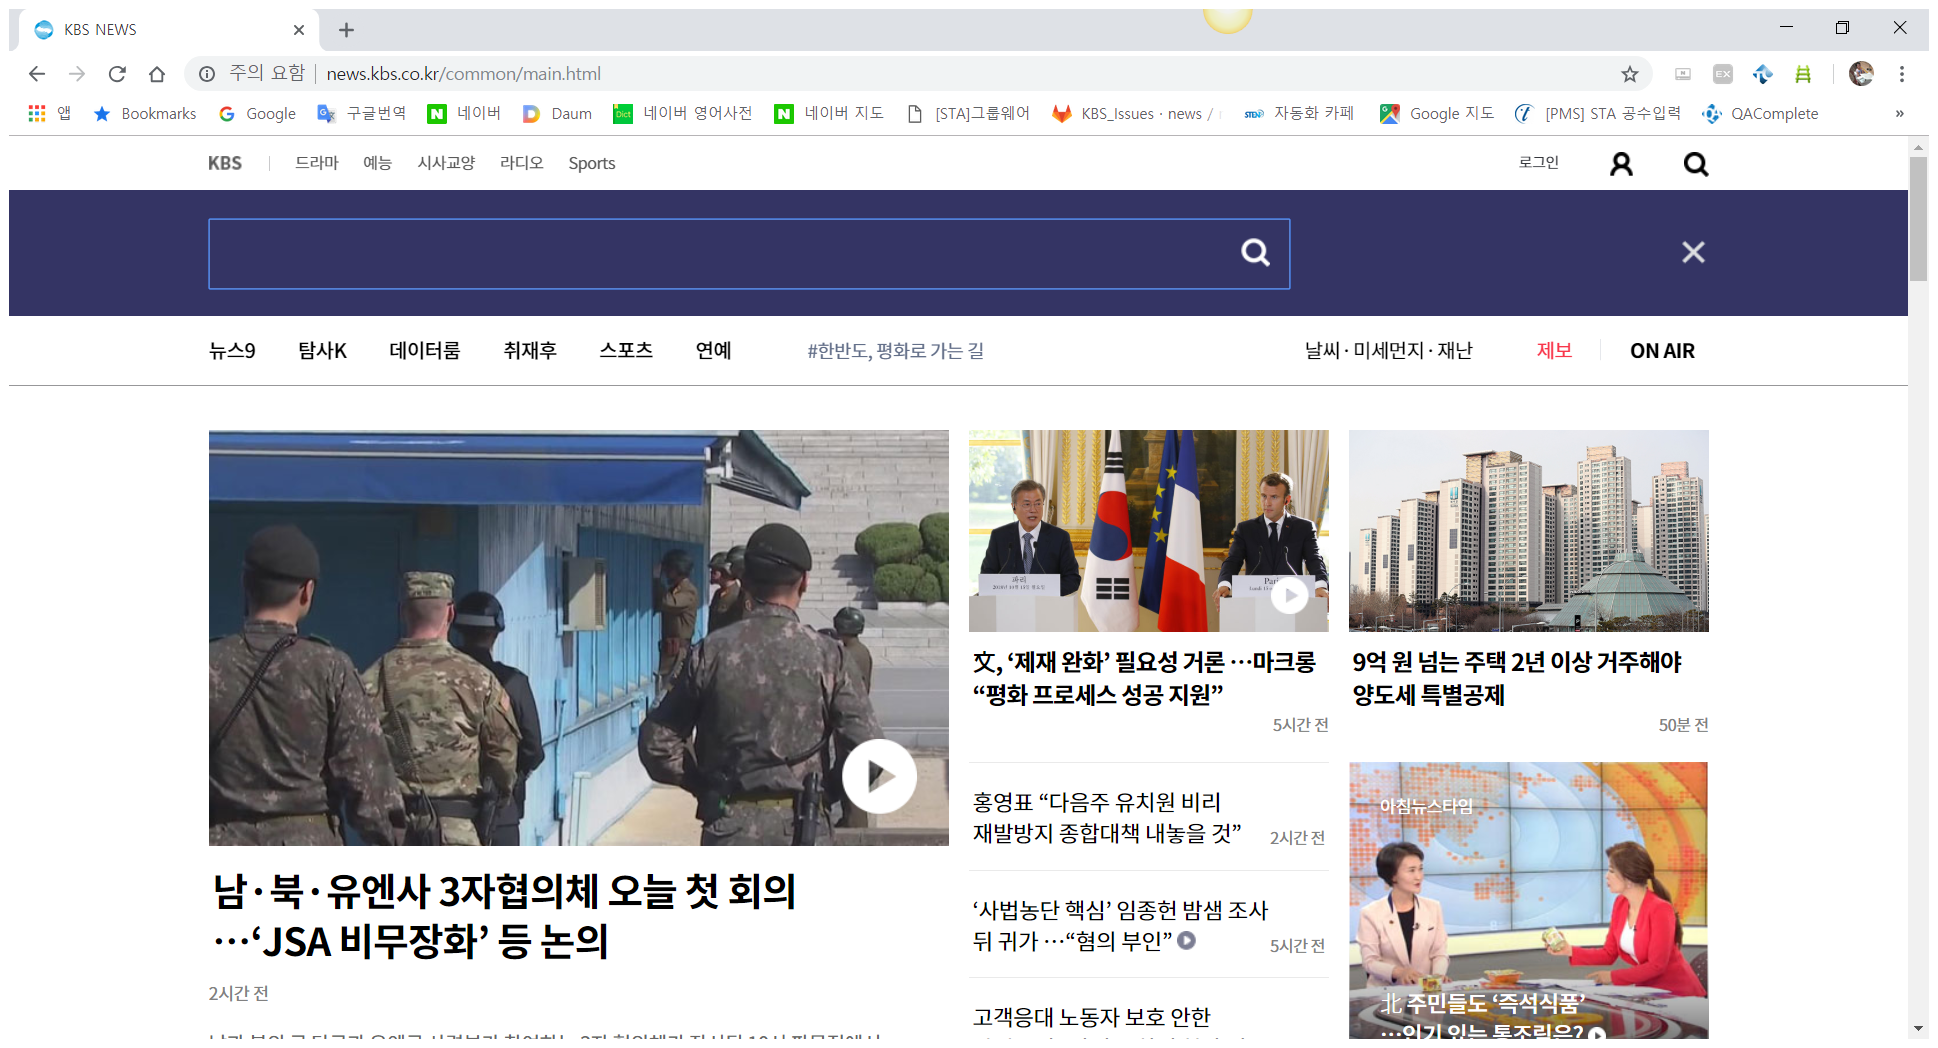 KBS NEWS
주의 요함 news.kbs.co.kr/common/main.html
앱 Bookmarks Google 구글번역 네이버 Daum 네이버 영어사전 네이버 지도 [STA]그룹웨어 KBS_Issues · news / 자동화 카페 Google 지도 [PMS] STA 공수입력 QAComplete »
KBS 드라마 예능 시사교양 라디오 Sports 로그인
뉴스9 탐사K 데이터룸 취재후 스포츠 연예 #한반도, 평화로 가는 길 날씨·미세먼지·재난 제보 ON AIR
남·북·유엔사 3자협의체 오늘 첫 회의
…‘JSA 비무장화’ 등 논의
2시간 전
文, ‘제재 완화’ 필요성 거론 …마크롱
“평화 프로세스 성공 지원”
5시간 전
홍영표 “다음주 유치원 비리
재발방지 종합대책 내놓을 것”
2시간 전
‘사법농단 핵심’ 임종헌 밤샘 조사
뒤 귀가 …“혐의 부인”
5시간 전
고객응대 노동자 보호 안한
9억 원 넘는 주택 2년 이상 거주해야
양도세 특별공제
50분 전
아침뉴스타임
北 주민들도 ‘즉석식품’
…인기 있는 통조림은?